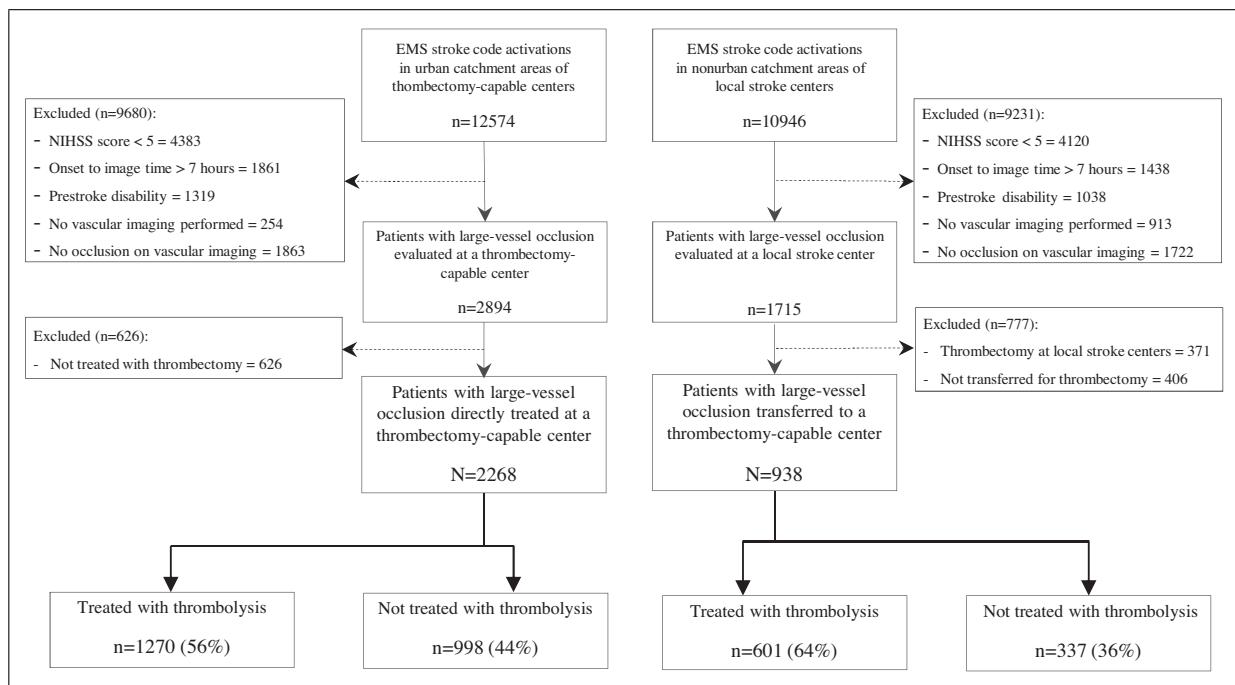 EMS stroke code activations
in urban catchment areas of
thombectomy-capable centers
n=12574
EMS stroke code activations
in nonurban catchment areas of
local stroke centers
n=10946
Excluded (n=9680):
- NIHSS score < 5 = 4383
- Onset to image time > 7 hours = 1861
- Prestroke disability = 1319
- No vascular imaging performed = 254
- No occlusion on vascular imaging = 1863
Excluded (n=9231):
- NIHSS score < 5 = 4120
- Onset to image time > 7 hours = 1438
- Prestroke disability = 1038
- No vascular imaging performed = 913
- No occlusion on vascular imaging = 1722
Patients with large-vessel occlusion
evaluated at a thrombectomy-
capable center
n=2894
Patients with large-vessel occlusion
evaluated at a local stroke center
n=1715
Excluded (n=626):
- Not treated with thrombectomy = 626
Excluded (n=777):
- Thrombectomy at local stroke centers = 371
- Not transferred for thrombectomy = 406
Patients with large-vessel
occlusion directly treated at a
thrombectomy-capable center
N=2268
Patients with large-vessel
occlusion transferred to a
thrombectomy-capable center
N=938
Treated with thrombolysis
n=1270 (56%)
Not treated with thrombolysis
n=998 (44%)
Treated with thrombolysis
n=601 (64%)
Not treated with thrombolysis
n=337 (36%)